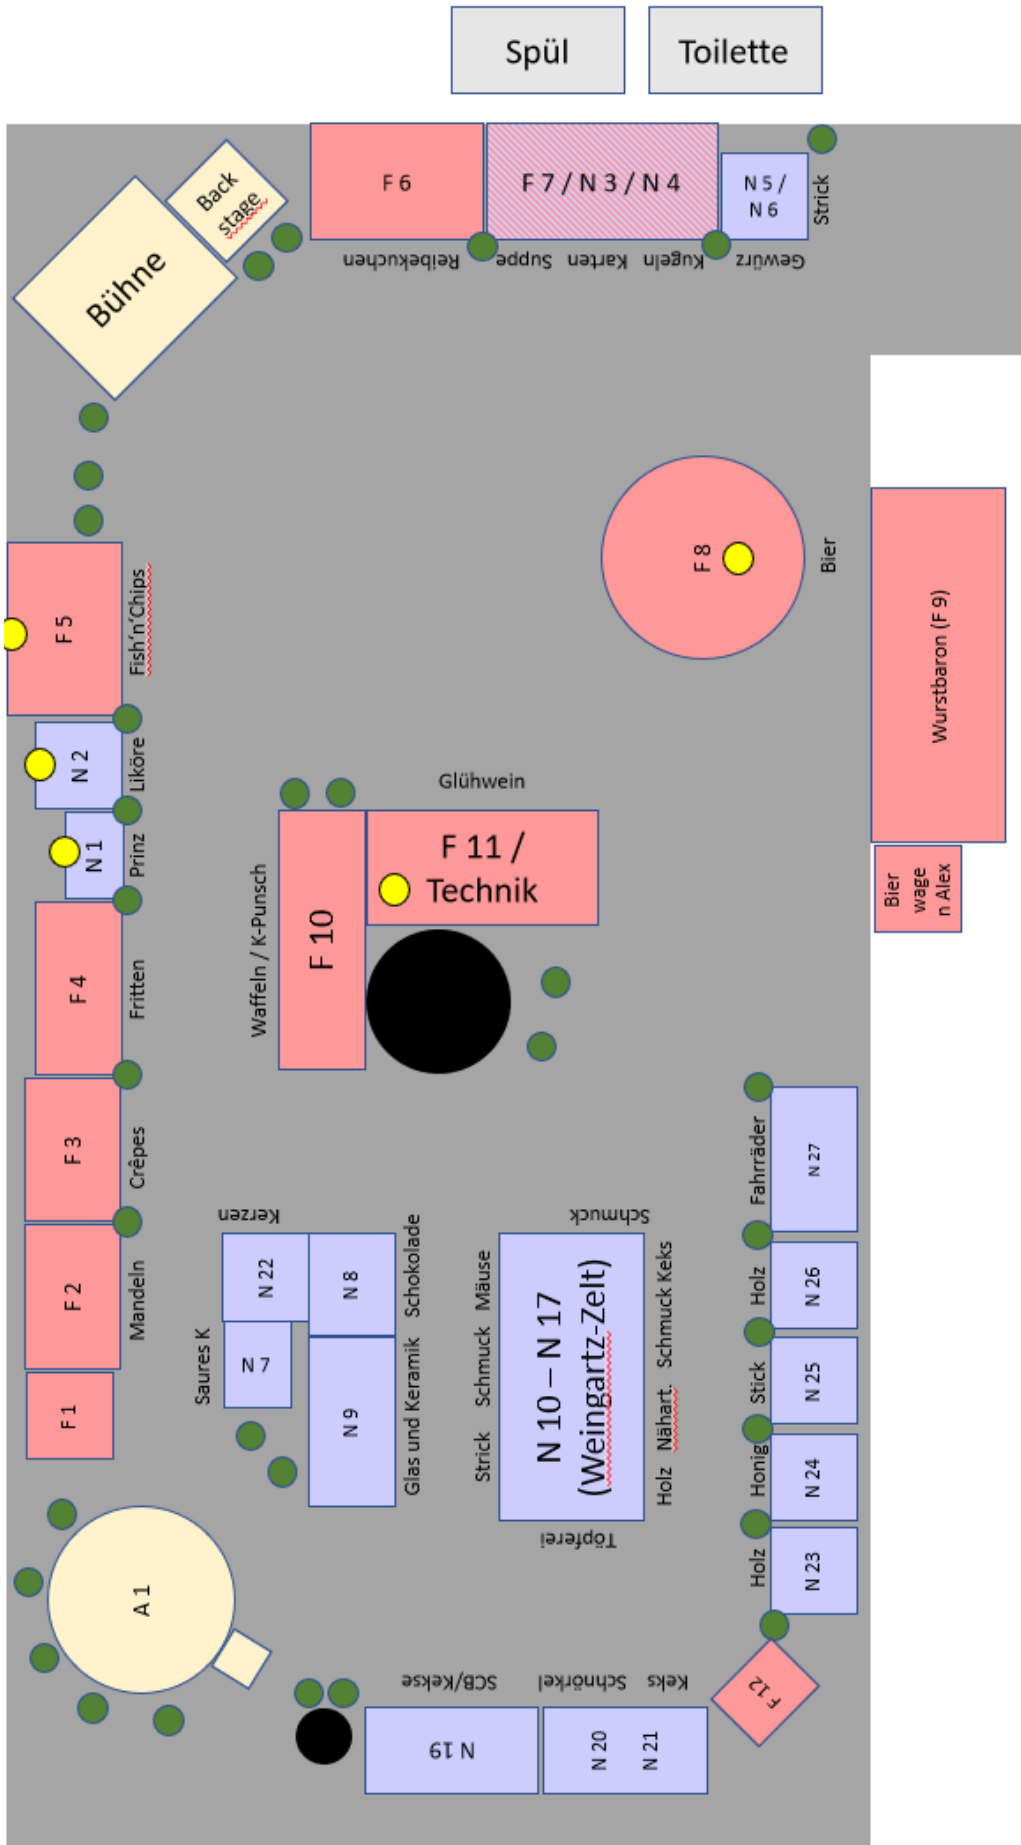 Spül
Toilette
Back
stage
Bühne
F 6
F 7 / N 3 / N 4
N 5 /
N 6
Strick
Reibekuchen
Suppe
Karten
Kugeln
Gewürz
F 5
Fish'n'Chips
F 8
Bier
Wurstbaron (F 9)
N 2
Liköre
N 1
Prinz
Glühwein
F 11 /
Technik
F 10
Waffeln / K-Punsch
Bier
wage
n Alex
F 4
Fritten
F 3
Crêpes
F 2
Mandeln
F 1
Kerzen
N 22
N 8
Schokolade
Saures K
N 7
N 9
Glas und Keramik
Schmuck
Strick Schmuck Mäuse
N 10 – N 17
(Weingartz-Zelt)
Holz Nähart. Schmuck Keks
Töpferei
Fahrräder
N 27
Holz
N 26
Stick
N 25
Honig
N 24
Holz
N 23
A 1
F 12
SCB/Kekse
Schnörkel
Keks
N 19
N 20
N 21